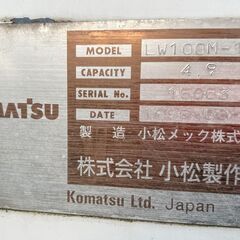 MODEL LW100M-1
CAPACITY 4.9
SERIAL No.
DATE
MATSU
製造 小松メック株式
株式会社 小松製作
Komatsu Ltd. Japan